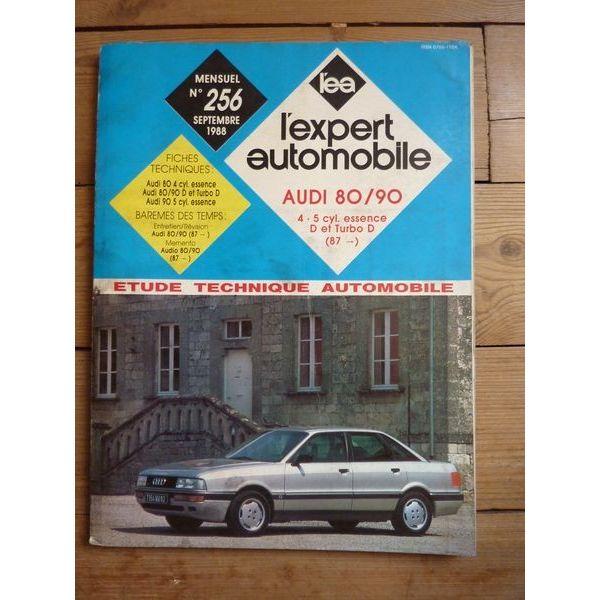 MENSUEL
N° 256
SEPTEMBRE
1988
l'ea
l'expert
automobile
AUDI 80/90
4 - 5 cyl. essence
D et Turbo D
(87 →)
FICHES
TECHNIQUES :
Audi 80 4 cyl. essence
Audi 80/90 D et Turbo D
Audi 90 5 cyl. essence
BAREMES DES TEMPS :
Entretien/Révision
Audi 80/90 (87 →)
Memento
Audio 80/90
(87 →)
ETUDE TECHNIQUE AUTOMOBILE